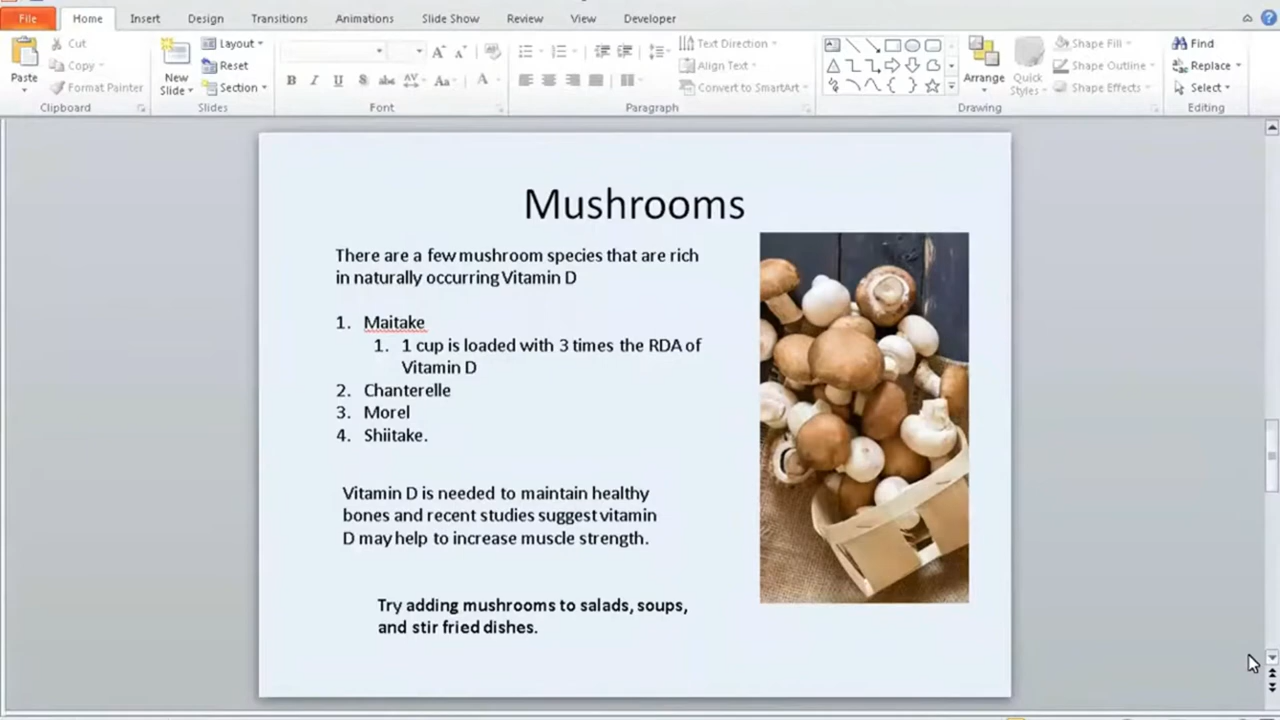 File Home Insert Design Transitions Animations Slide Show Review View Developer
Cut Layout Text Direction Shape Fill Find
Copy Reset Align Text Shape Outline Replace
Paste Format Painter New Slide Section B I U S abc AV Aa A Convert to SmartArt Arrange Quick Styles Shape Effects Select
Clipboard Slides Font Paragraph Drawing Editing
Mushrooms
There are a few mushroom species that are rich
in naturally occurring Vitamin D
1. Maitake
1. 1 cup is loaded with 3 times the RDA of
Vitamin D
2. Chanterelle
3. Morel
4. Shiitake.
Vitamin D is needed to maintain healthy
bones and recent studies suggest vitamin
D may help to increase muscle strength.
Try adding mushrooms to salads, soups,
and stir fried dishes.